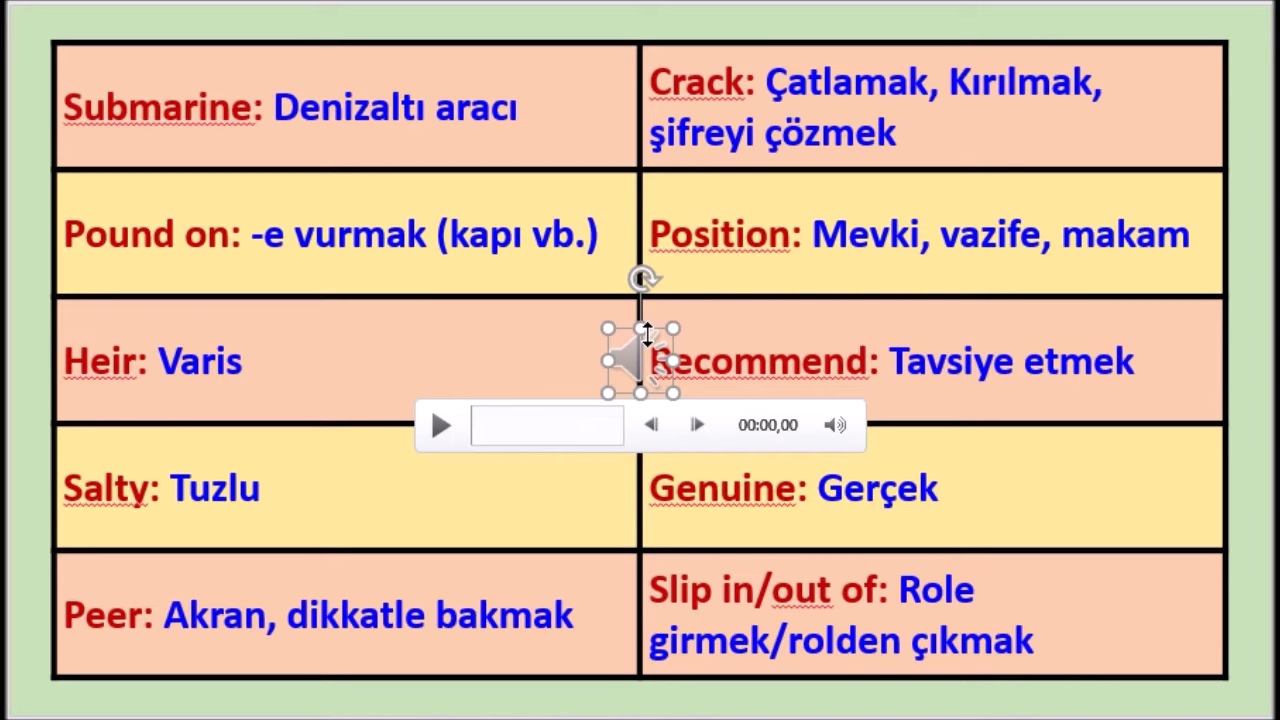 Submarine: Denizaltı aracı
Crack: Çatlamak, Kırılmak,
şifreyi çözmek
Pound on: -e vurmak (kapı vb.)
Position: Mevki, vazife, makam
Heir: Varis
Recommend: Tavsiye etmek
00:00,00
Salty: Tuzlu
Genuine: Gerçek
Peer: Akran, dikkatle bakmak
Slip in/out of: Role
girmek/rolden çıkmak